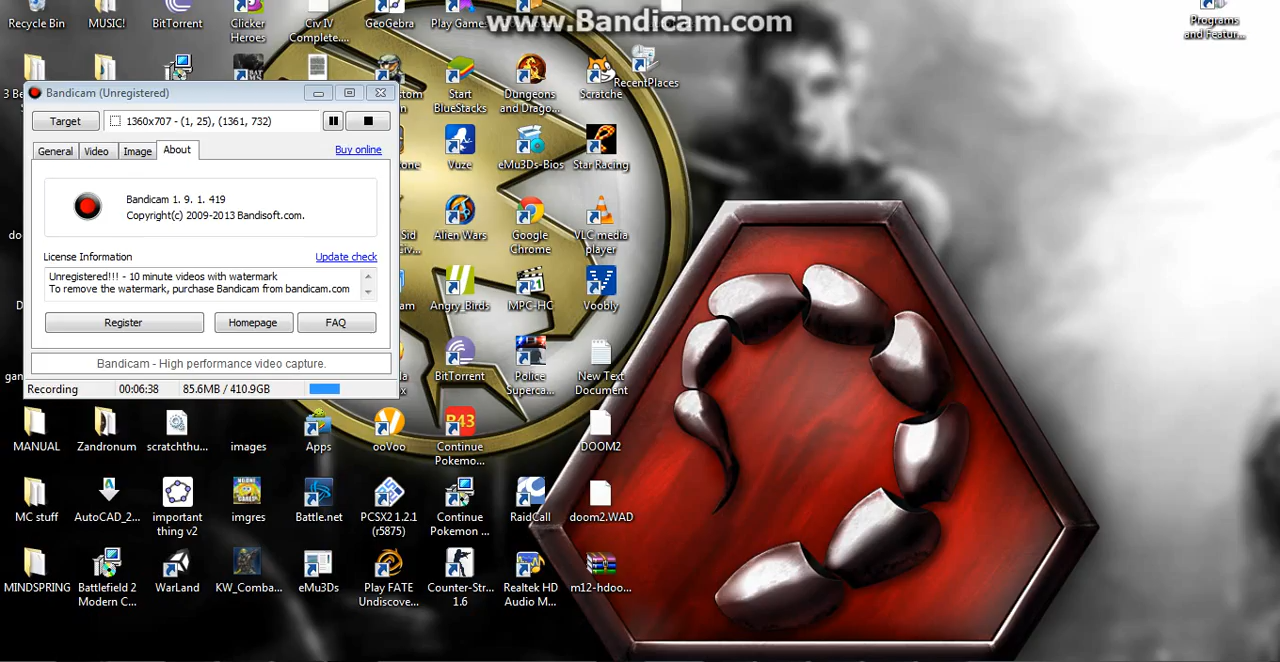 www.Bandicam.com
Recycle Bin
MUSIC!
BitTorrent
Clicker
Heroes
Civ IV
Complete....
GeoGebra
Play Game
Programs
and Featur...
Start
BlueStacks
Dungeons
and Drago...
Scratche
RecentPlaces
Bandicam (Unregistered)
Target
1360x707 - (1, 25), (1361, 732)
General
Video
Image
About
Buy online
Bandicam 1. 9. 1. 419
Copyright(c) 2009-2013 Bandisoft.com.
License Information
Update check
Unregistered!!! - 10 minute videos with watermark
To remove the watermark, purchase Bandicam from bandicam.com
Register
Homepage
FAQ
Bandicam - High performance video capture.
Recording
00:06:38
85.6MB / 410.9GB
Vuze
eMu3Ds-Bios
Star Racing
Sid
Alien Wars
Google
Chrome
VLC media
player
Angry_Birds
MPC-HC
Voobly
BitTorrent
Police
Superca...
New Text
Document
MANUAL
Zandronum
scratchthu...
images
Apps
ooVoo
Continue
Pokemo...
DOOM2
MC stuff
AutoCAD_2...
important
thing v2
imgres
Battle.net
PCSX2 1.2.1
(r5875)
Continue
Pokemon ...
RaidCall
doom2.WAD
MINDSPRING
Battlefield 2
Modern C...
WarLand
KW_Comba...
eMu3Ds
Play FATE
Undiscove...
Counter-Str...
1.6
Realtek HD
Audio M...
m12-hdoo...